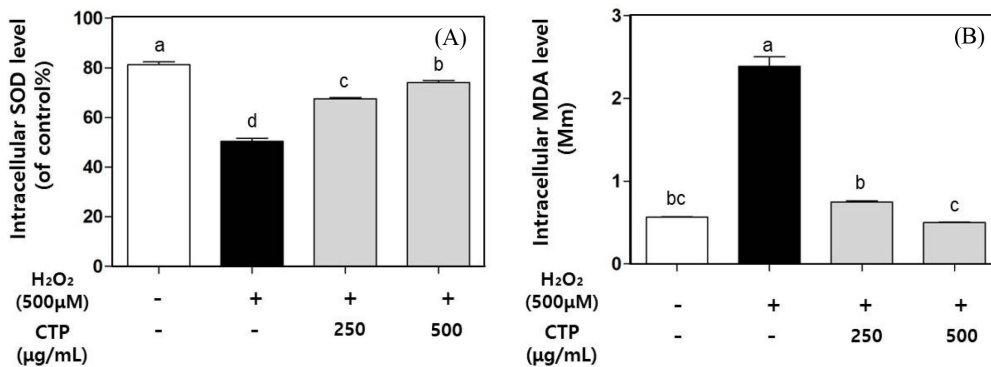 (A)
Intracellular SOD level
(of control%)
100
80
60
40
20
0
a
d
c
b
H₂O₂
(500μM)
- + + +
CTP
(μg/mL)
- - 250 500
(B)
Intracellular MDA level
(Mm)
3
2
1
0
bc
a
b
c
H₂O₂
(500μM)
- + + +
CTP
(μg/mL)
- - 250 500